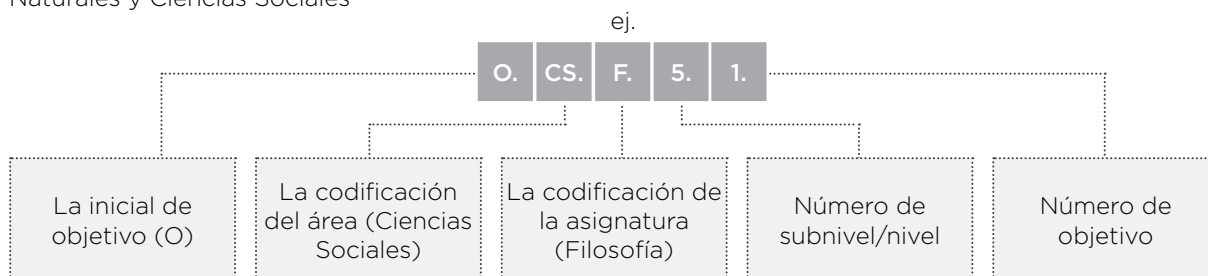 Naturales y Ciencias Sociales
ej.
O. CS. F. 5. 1.
La inicial de
objetivo (O)
La codificación
del área (Ciencias
Sociales)
La codificación de
la asignatura
(Filosofía)
Número de
subnivel/nivel
Número de
objetivo